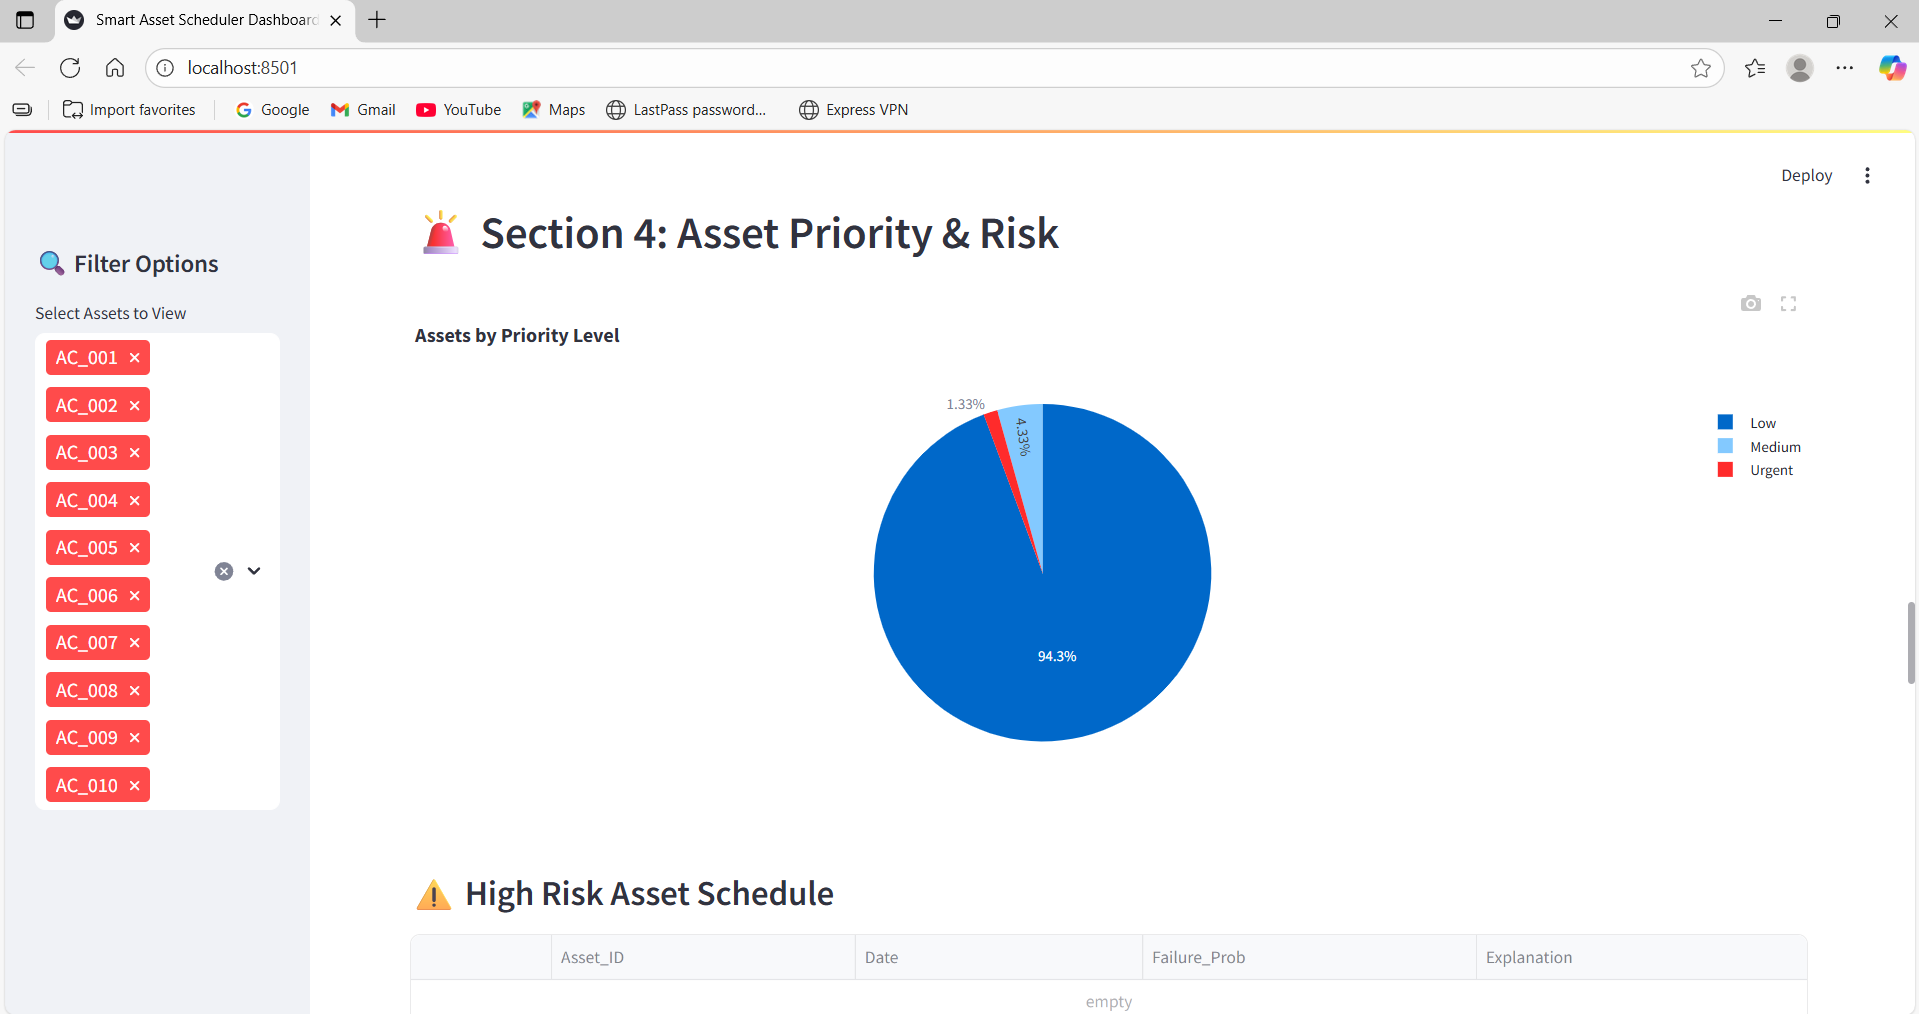 Smart Asset Scheduler Dashboard
localhost:8501
Import favorites
Google
Gmail
YouTube
Maps
LastPass password...
Express VPN
Deploy
Filter Options
Select Assets to View
AC_001
AC_002
AC_003
AC_004
AC_005
AC_006
AC_007
AC_008
AC_009
AC_010
Section 4: Asset Priority & Risk
Assets by Priority Level
1.33%
4.33%
94.3%
Low
Medium
Urgent
High Risk Asset Schedule
Asset_ID Date Failure_Prob Explanation
empty